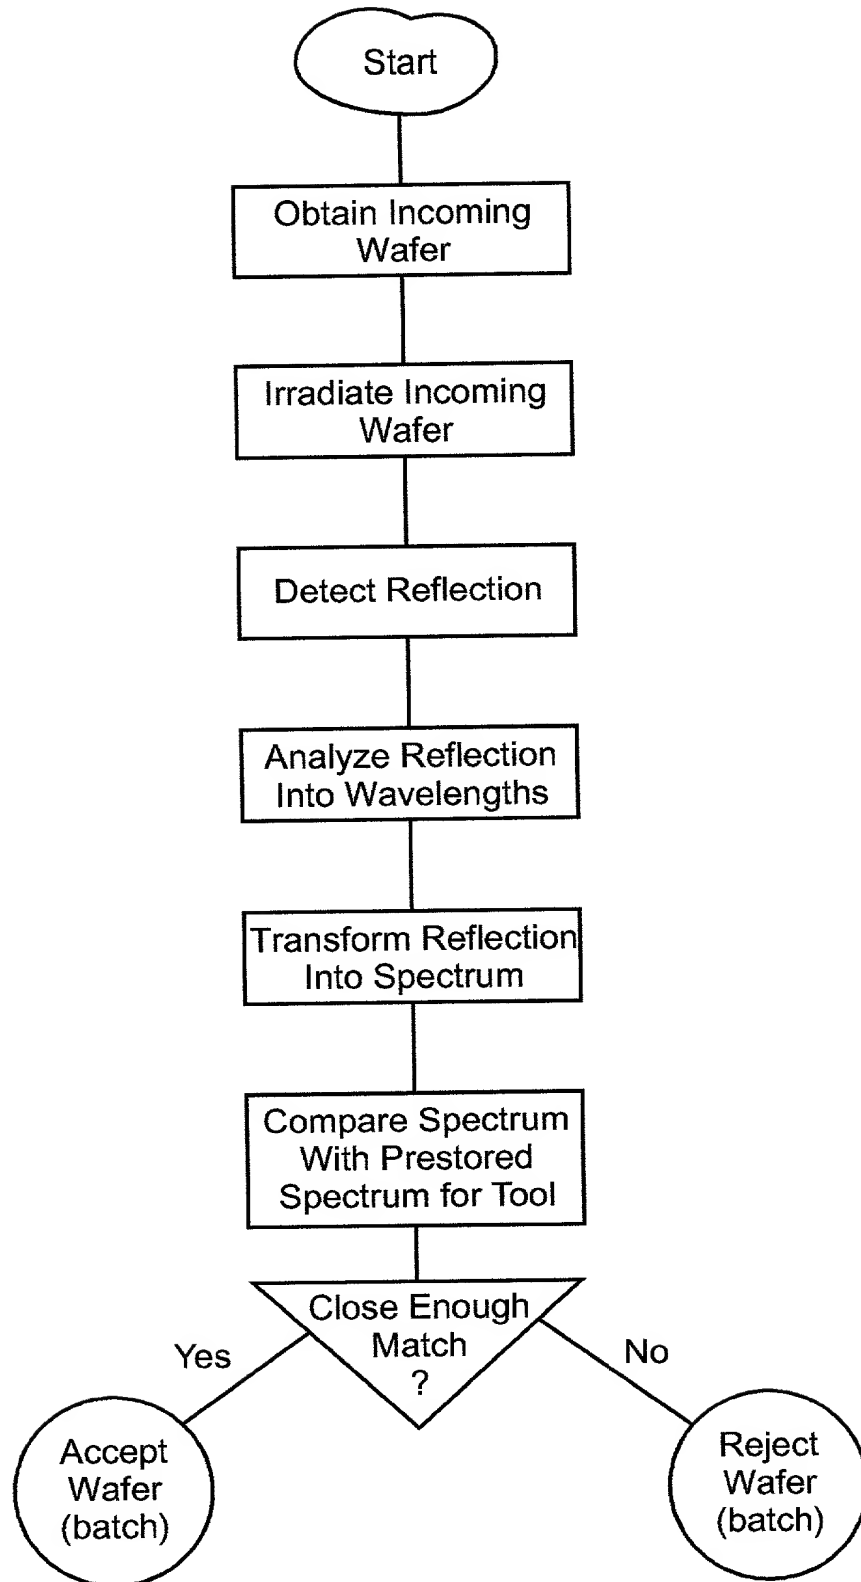 Start
Obtain Incoming
Wafer
Irradiate Incoming
Wafer
Detect Reflection
Analyze Reflection
Into Wavelengths
Transform Reflection
Into Spectrum
Compare Spectrum
With Prestored
Spectrum for Tool
Close Enough
Match
?
Yes
No
Accept
Wafer
(batch)
Reject
Wafer
(batch)